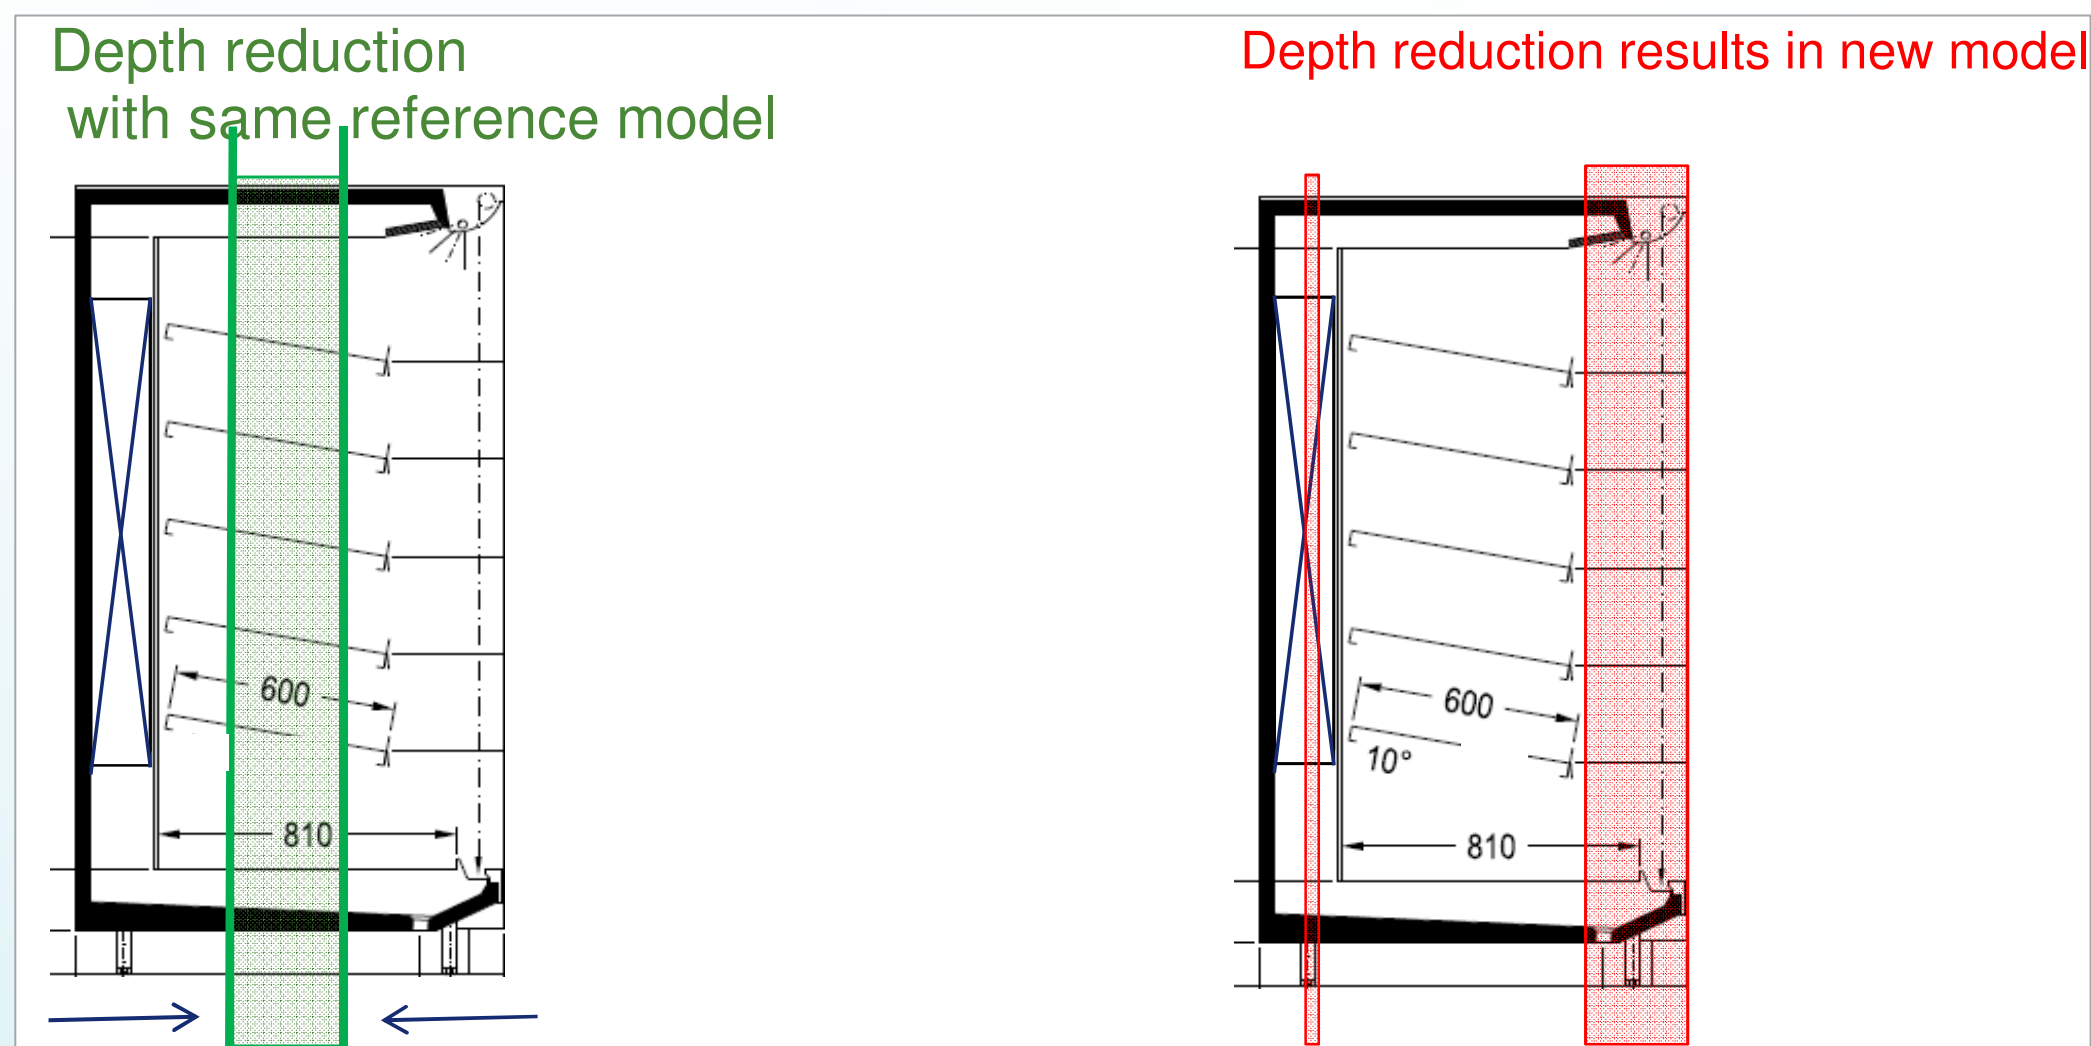 Depth reduction
with same reference model
600
810
Depth reduction results in new model
600
10°
810